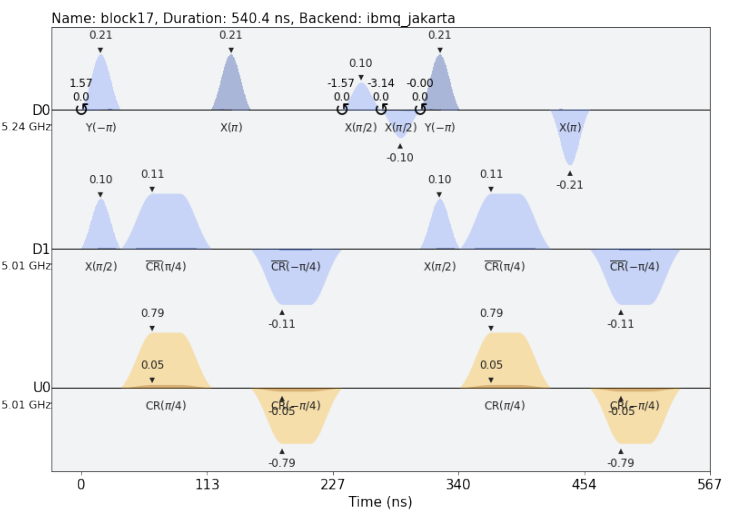 Name: block17, Duration: 540.4 ns, Backend: ibmq_jakarta
0.21 0.21 0.21
0.10
1.57 -1.57 -3.14 -0.00
0.0 0.0 0.0 0.0
D0
5.24 GHz Y(−π) X(π) X(π/2) X(π/2) Y(−π) X(π)
-0.10
-0.21
0.10 0.11 0.10 0.11
D1
5.01 GHz X(π/2) C̅R̅(π/4) C̅R̅(−π/4) X(π/2) C̅R̅(π/4) C̅R̅(−π/4)
-0.11 -0.11
0.79 0.79
0.05 0.05
U0
5.01 GHz CR(π/4) CR(−π/4) CR(π/4) CR(−π/4)
-0.05 -0.05
-0.79 -0.79
0 113 227 340 454 567
Time (ns)